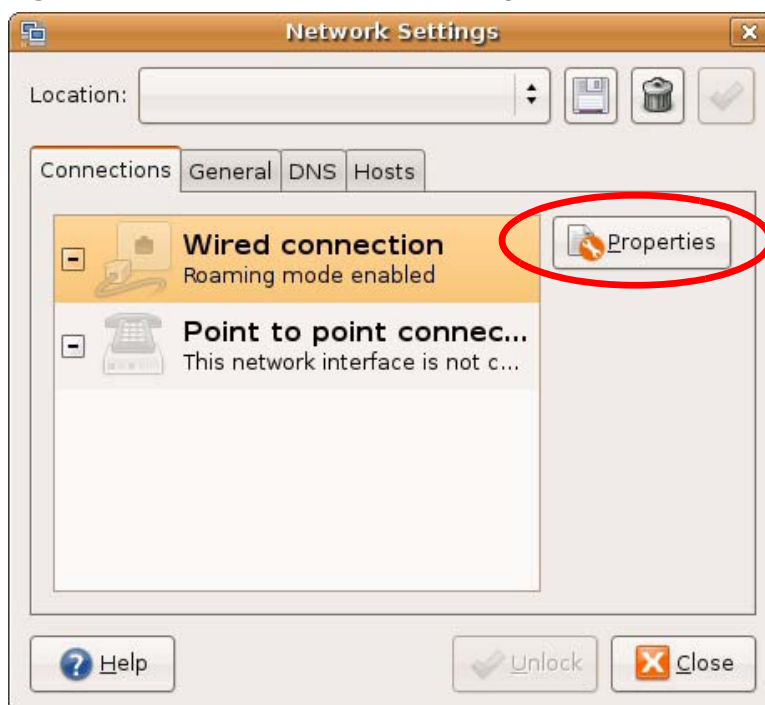 Network Settings
Location:
Connections General DNS Hosts
Wired connection
Roaming mode enabled
Properties
Point to point connec...
This network interface is not c...
Help
Unlock
Close